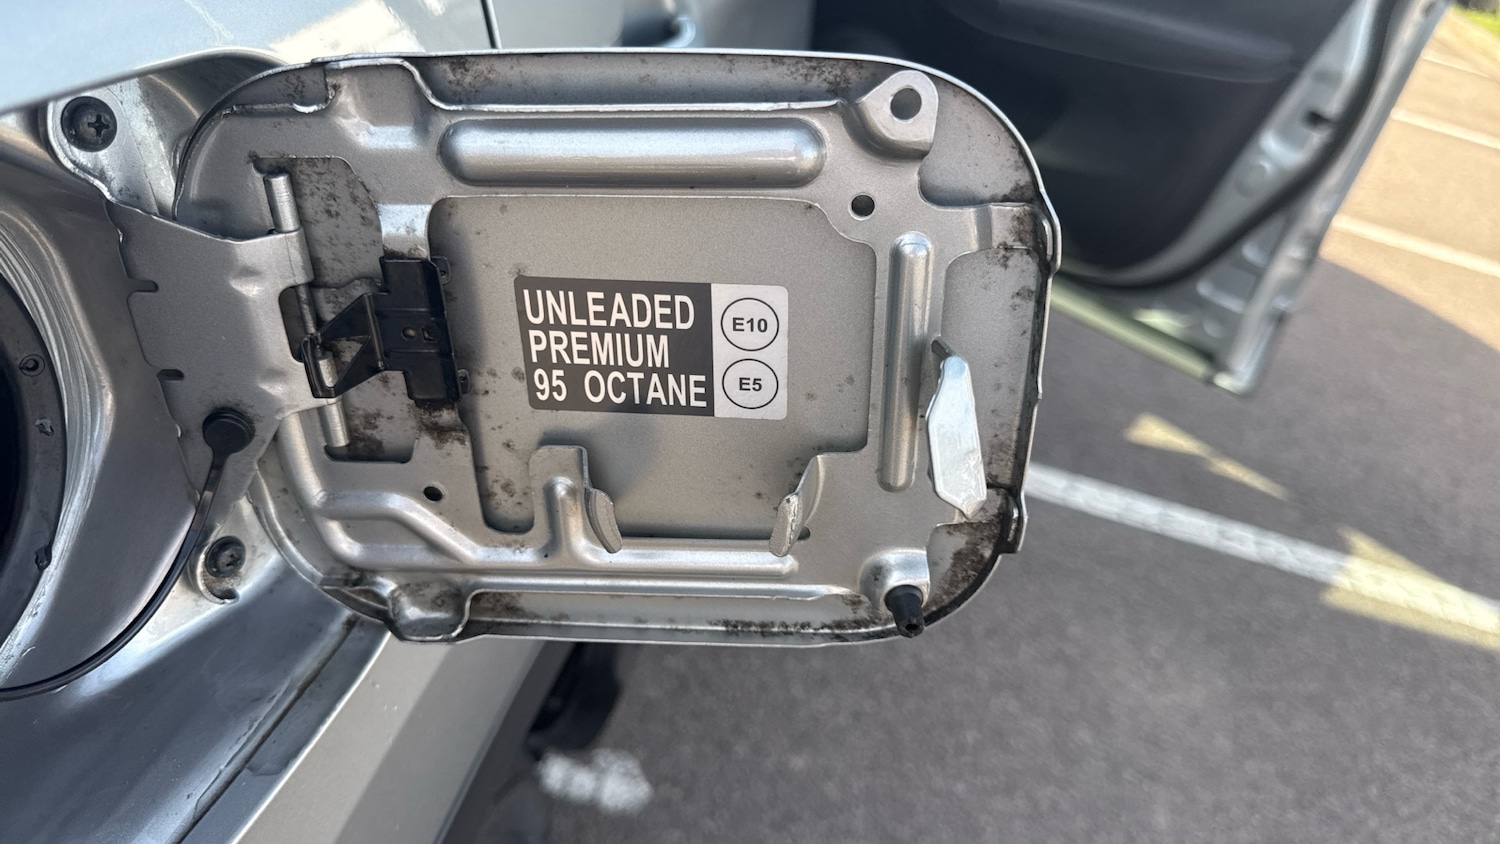 UNLEADED
PREMIUM
95 OCTANE
E10
E5